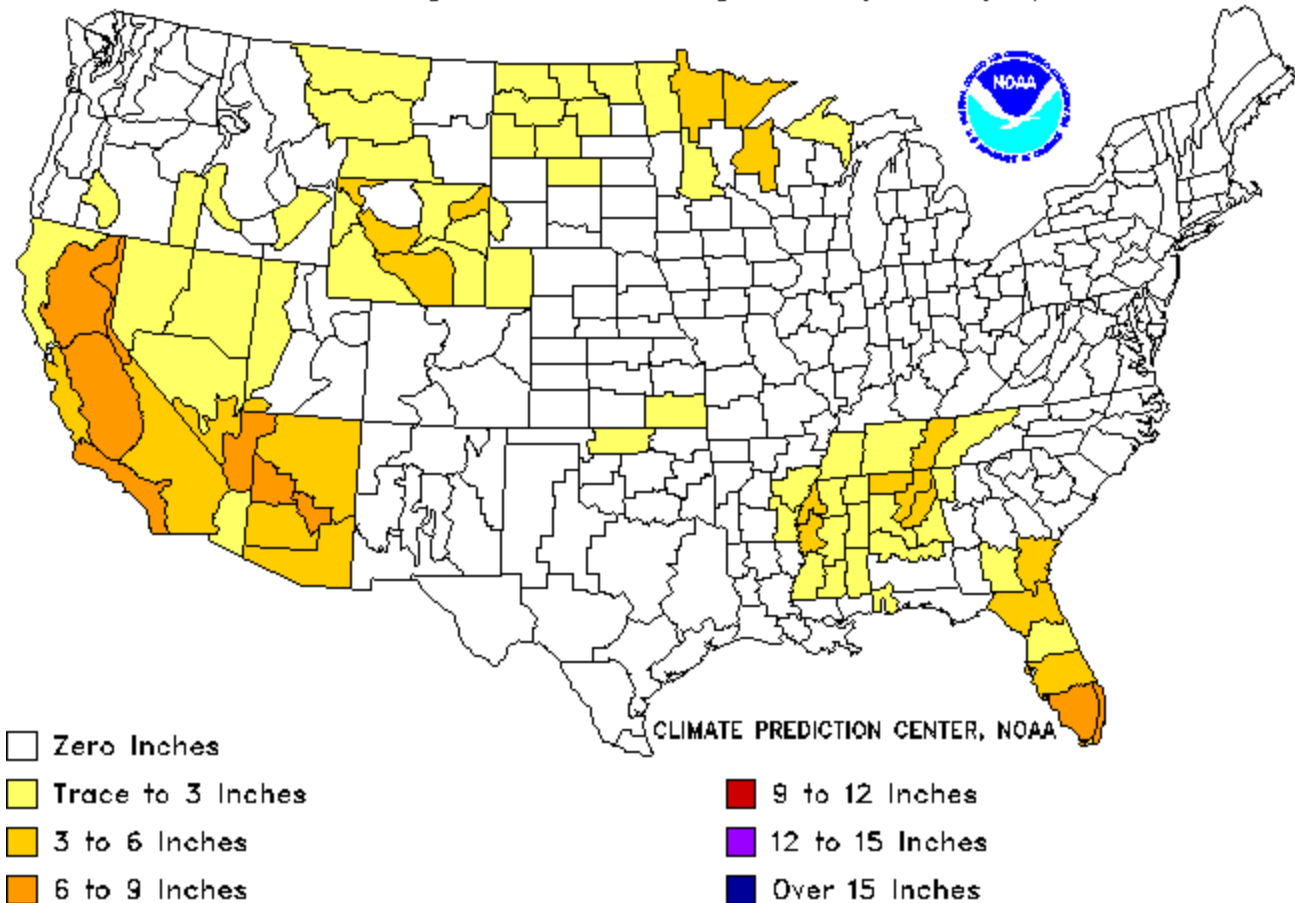 NOAA
CLIMATE PREDICTION CENTER, NOAA
Zero Inches
Trace to 3 Inches
3 to 6 Inches
6 to 9 Inches
9 to 12 Inches
12 to 15 Inches
Over 15 Inches